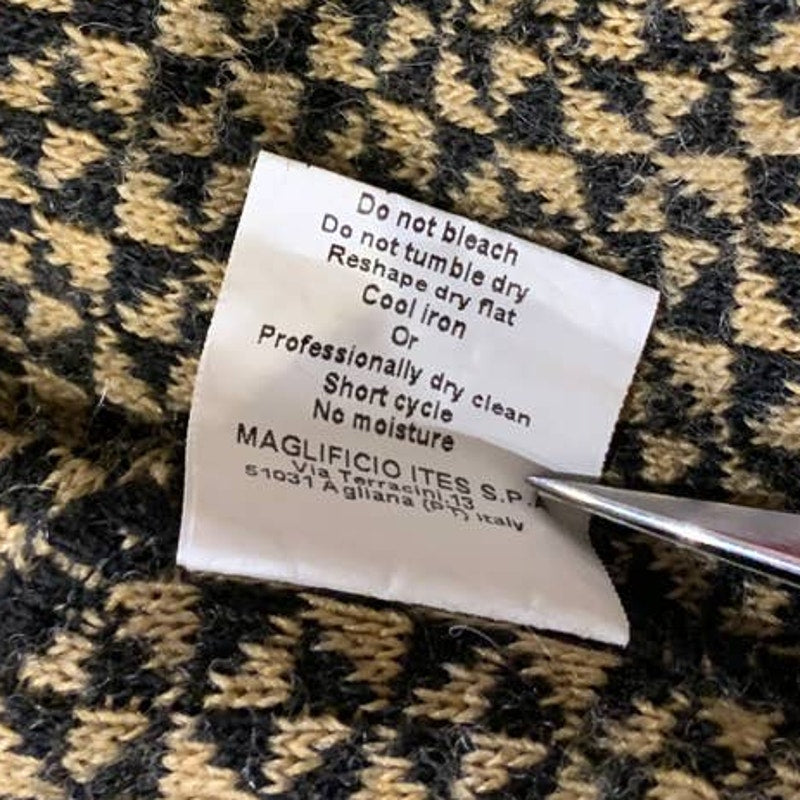 Do not bleach
Do not tumble dry
Reshape dry flat
Cool iron
Or
Professionally dry clean
Short cycle
No moisture
MAGLIFICIO ITES S.P.A
Via Terracini.13
51031 Agliana (PT) Italy